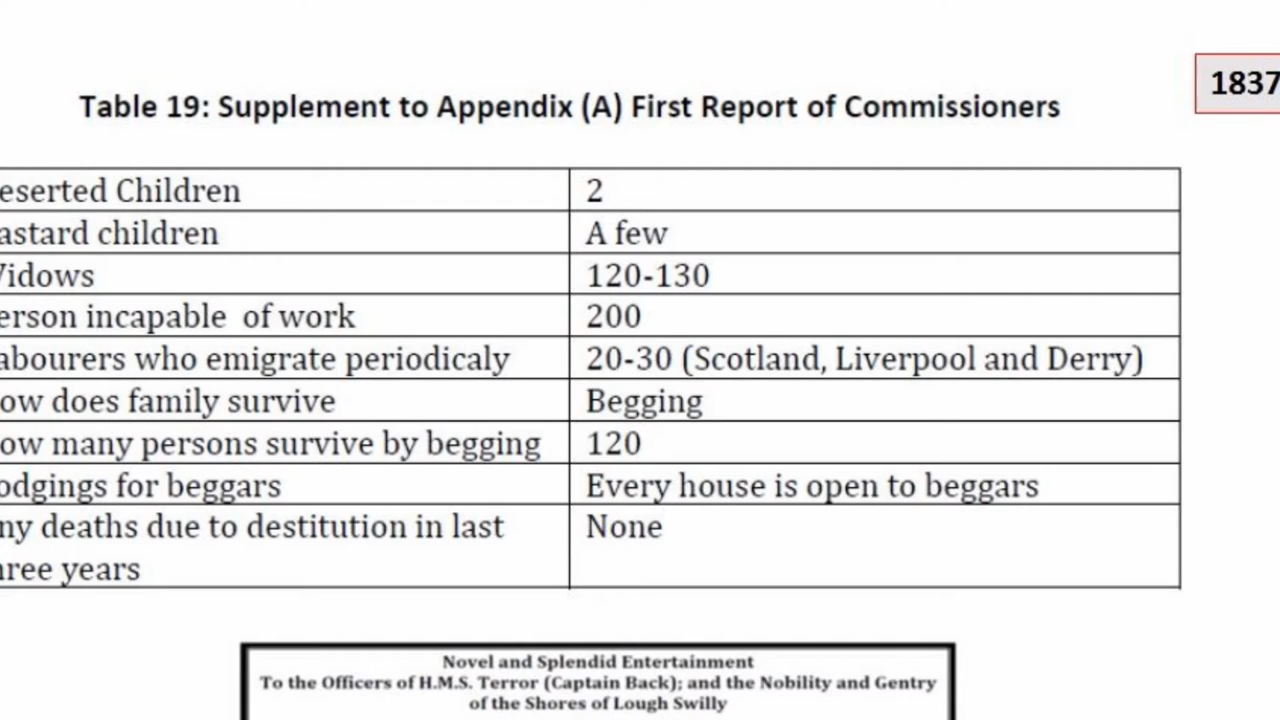 1837
Table 19: Supplement to Appendix (A) First Report of Commissioners
eserted Children 2
astard children A few
Vidows 120-130
erson incapable of work 200
abourers who emigrate periodicaly 20-30 (Scotland, Liverpool and Derry)
ow does family survive Begging
ow many persons survive by begging 120
odgings for beggars Every house is open to beggars
ny deaths due to destitution in last None
hree years
Novel and Splendid Entertainment
To the Officers of H.M.S. Terror (Captain Back); and the Nobility and Gentry
of the Shores of Lough Swilly